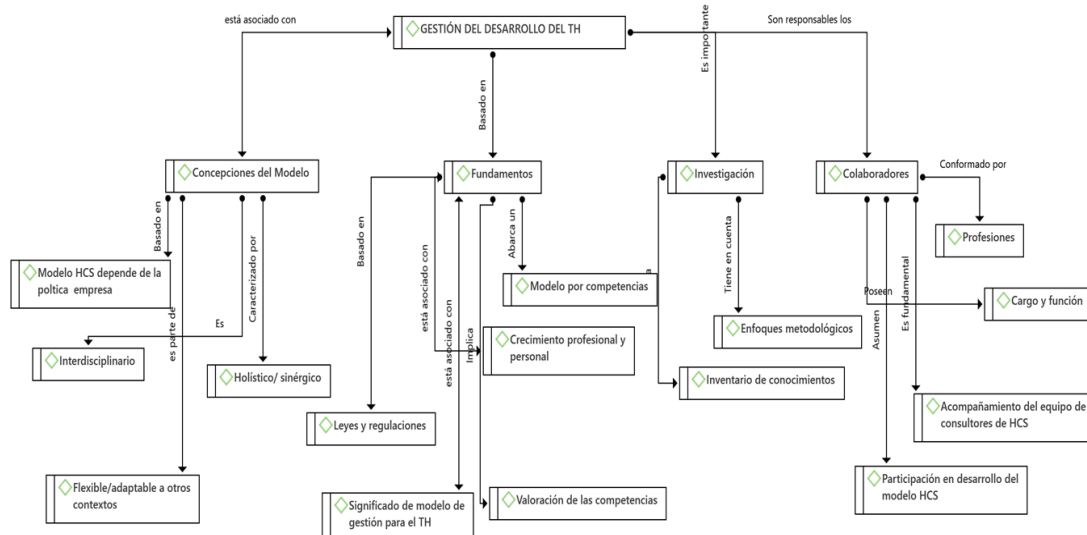 está asociado con
GESTIÓN DEL DESARROLLO DEL TH
Son responsables los
Es importante
Basado en
Concepciones del Modelo
Fundamentos
Investigación
Colaboradores
Conformado por
Profesiones
Basado en
es parte de
Es
Caracterizado por
Modelo HCS depende de la
poltica empresa
Interdisciplinario
Holístico/ sinérgico
Flexible/adaptable a otros
contextos
Basado en
está asociado con
está asociado con
Implica
Abarca un
Modelo por competencias
a
Crecimiento profesional y
personal
Leyes y regulaciones
Significado de modelo de
gestión para el TH
Valoración de las competencias
Tiene en cuenta
Enfoques metodológicos
Inventario de conocimientos
Poseen
Asumen
Es fundamental
Cargo y función
Acompañamiento del equipo de
consultores de HCS
Participación en desarrollo del
modelo HCS